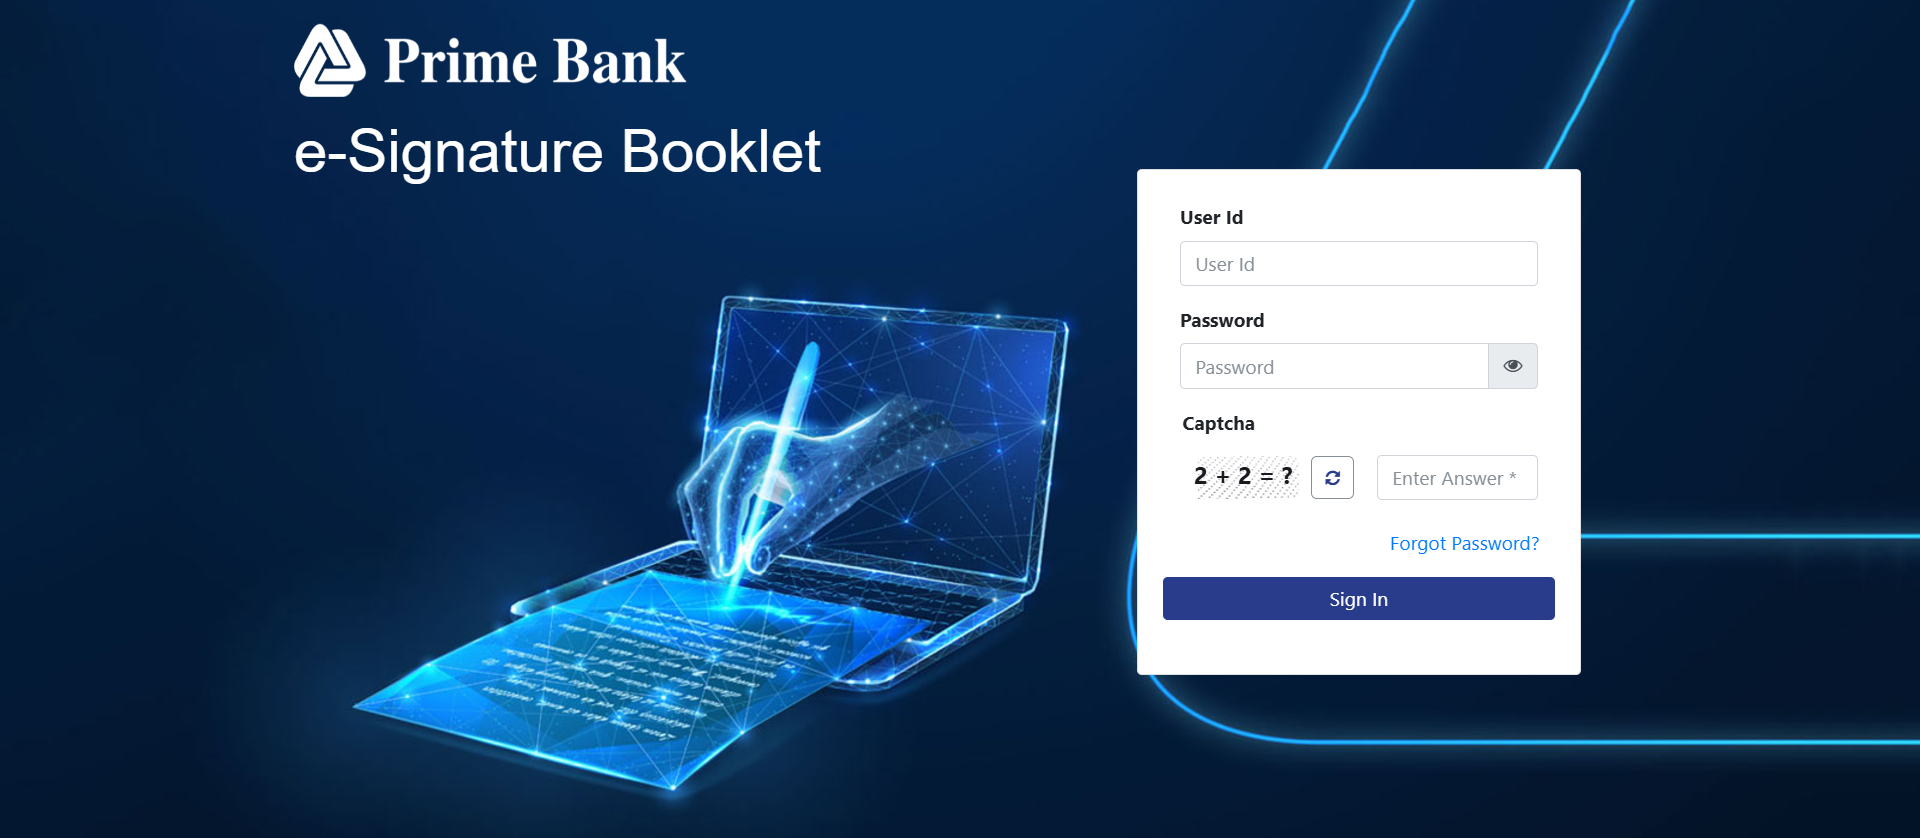 Prime Bank
e-Signature Booklet
User Id
User Id
Password
Password
Captcha
2 + 2 = ?
Enter Answer *
Forgot Password?
Sign In